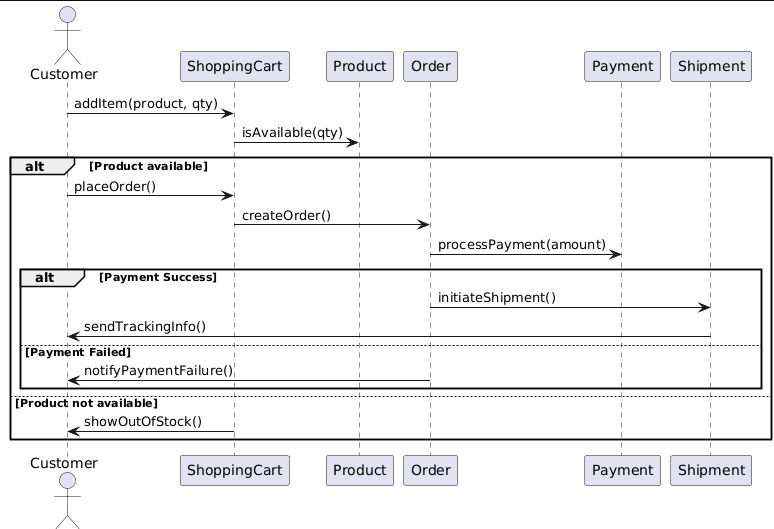 Customer
ShoppingCart Product Order Payment Shipment
addItem(product, qty)
isAvailable(qty)
alt [Product available]
placeOrder()
createOrder()
processPayment(amount)
alt [Payment Success]
initiateShipment()
sendTrackingInfo()
[Payment Failed]
notifyPaymentFailure()
[Product not available]
showOutOfStock()
Customer
ShoppingCart Product Order Payment Shipment